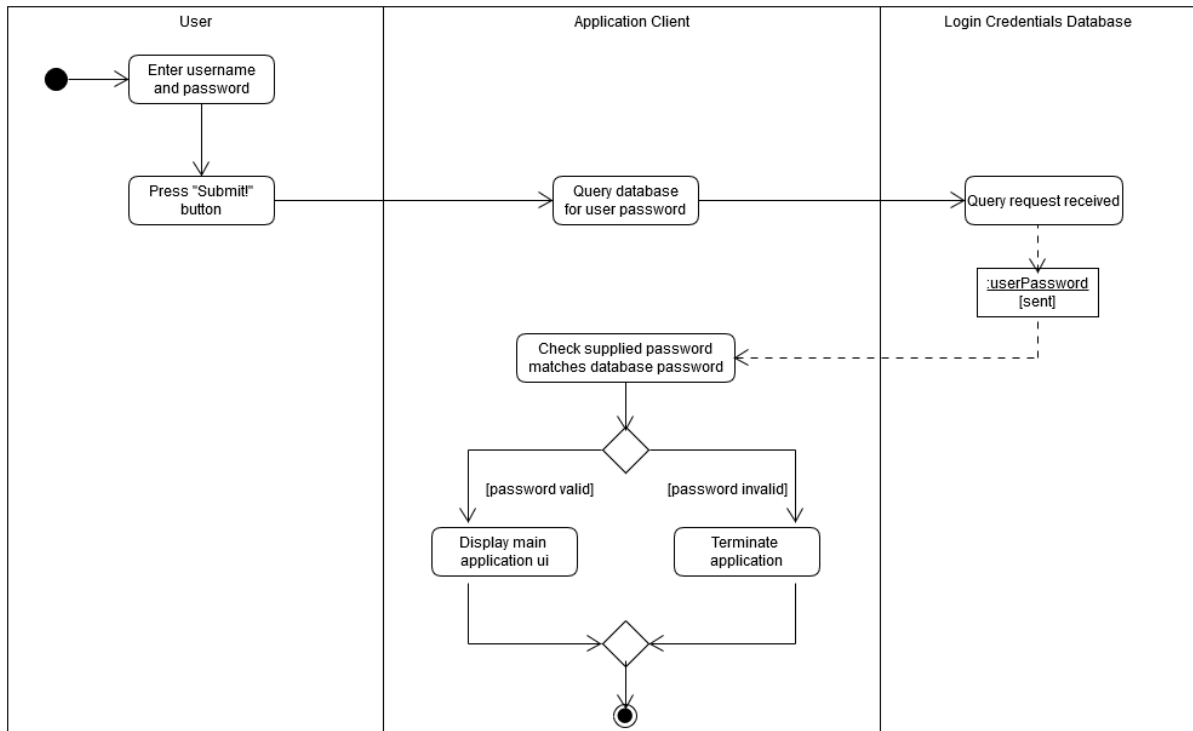 User
Application Client
Login Credentials Database
Enter username
and password
Press "Submit!"
button
Query database
for user password
Query request received
:userPassword
[sent]
Check supplied password
matches database password
[password valid]
[password invalid]
Display main
application ui
Terminate
application